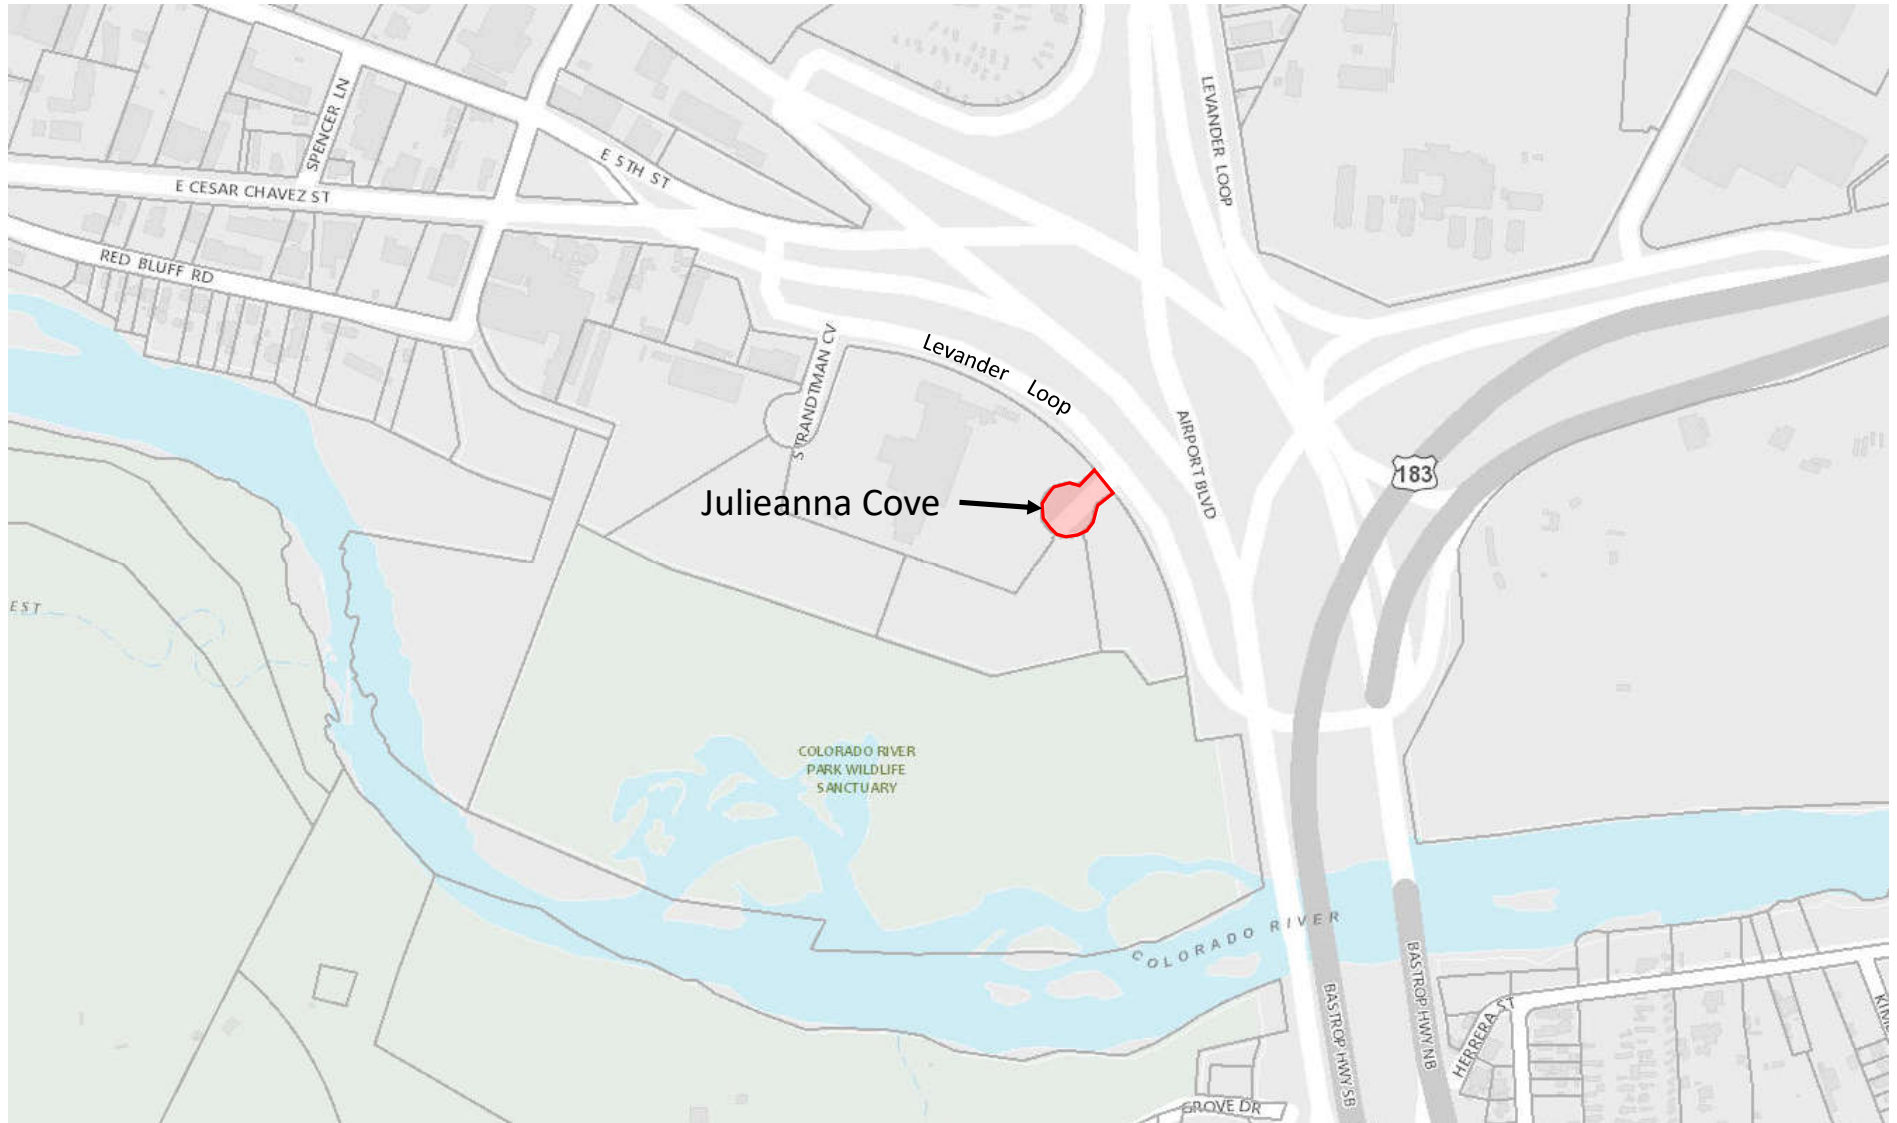 SPENCER LN
LEVANDER LOOP
E 5TH ST
E CESAR CHAVEZ ST
RED BLUFF RD
STRANDTMAN CV
Levander Loop
AIRPORT BLVD
183
Julieanna Cove
EST
COLORADO RIVER
PARK WILDLIFE
SANCTUARY
COLORADO RIVER
BASTROP HWY SB
BASTROP HWY NB
HERRERA ST
GROVE DR